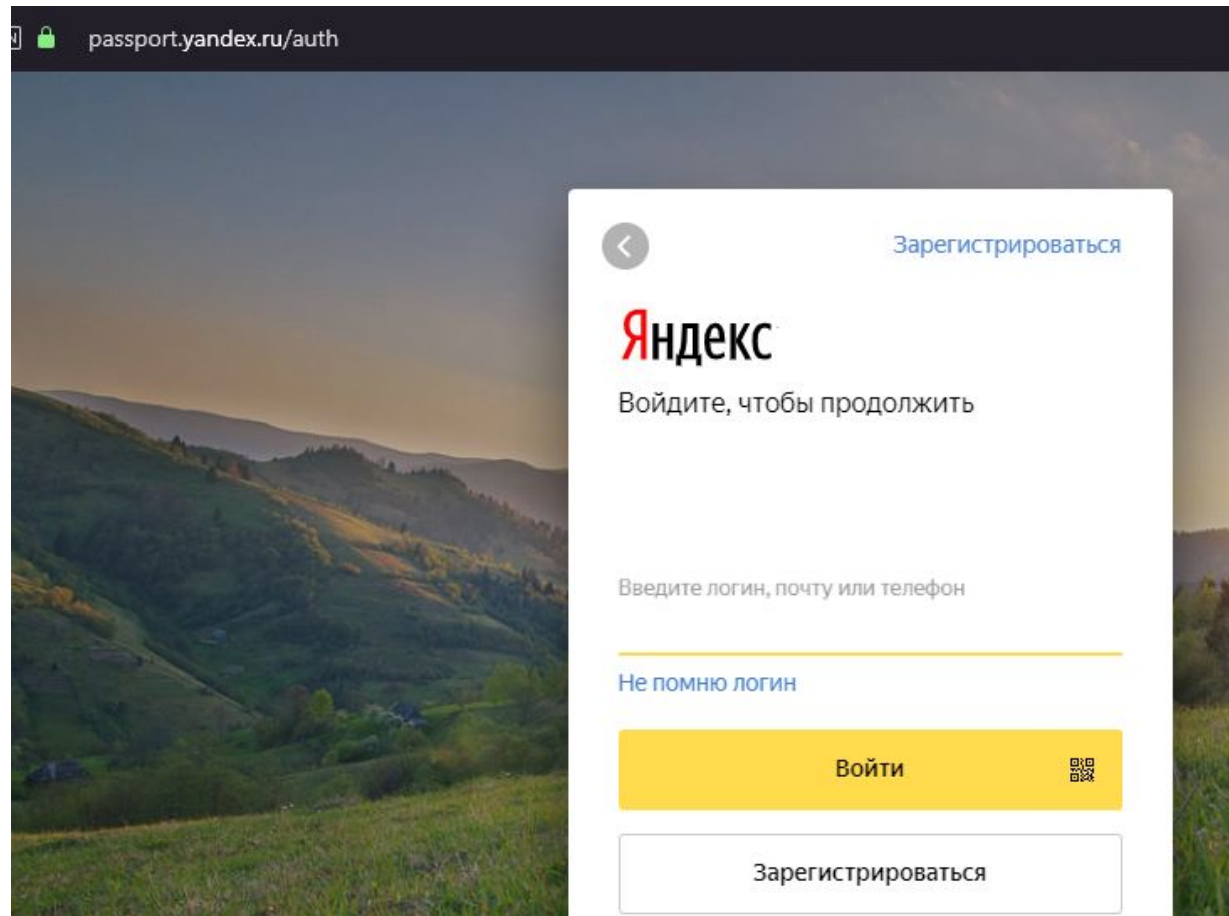 passport.yandex.ru/auth
Зарегистрироваться
Яндекс
Войдите, чтобы продолжить
Введите логин, почту или телефон
Не помню логин
Войти
Зарегистрироваться